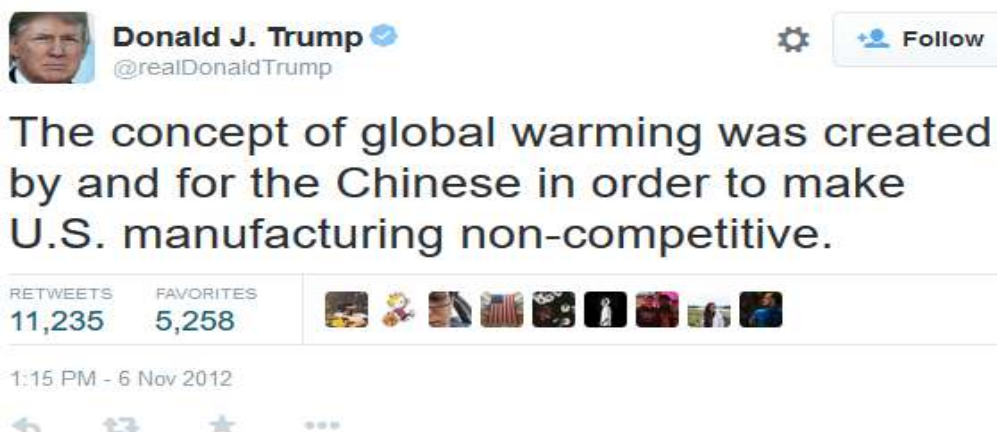 Donald J. Trump
@realDonaldTrump
Follow
The concept of global warming was created
by and for the Chinese in order to make
U.S. manufacturing non-competitive.
RETWEETS FAVORITES
11,235 5,258
1:15 PM - 6 Nov 2012